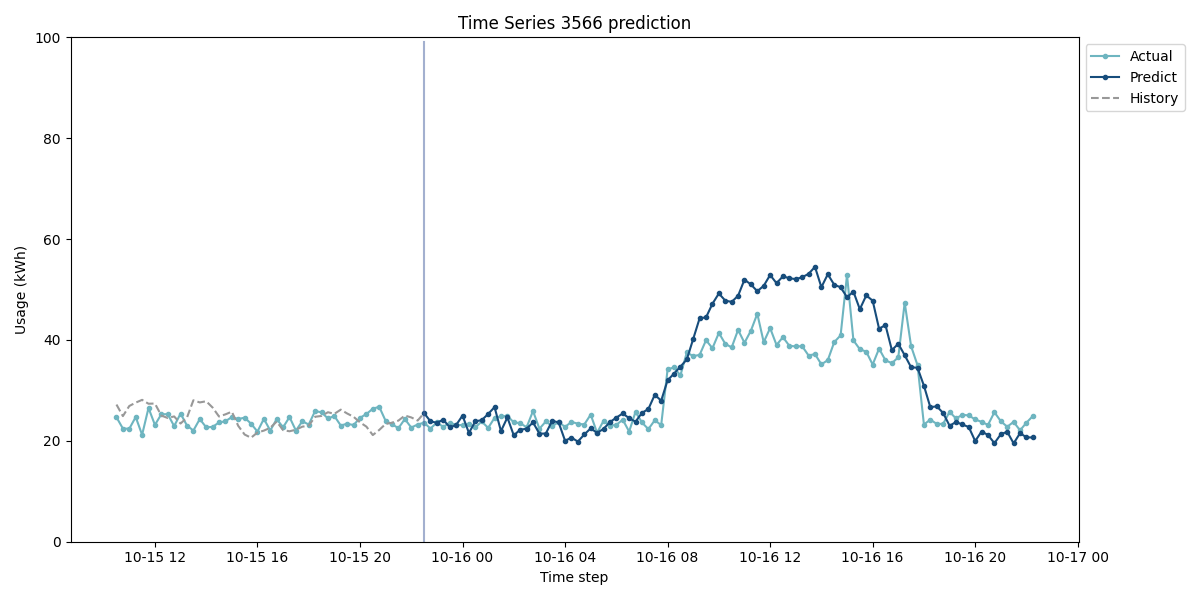 Time Series 3566 prediction
100
80
60
40
20
0
Usage (kWh)
10-15 12
10-15 16
10-15 20
10-16 00
10-16 04
10-16 08
10-16 12
10-16 16
10-16 20
10-17 00
Time step
Actual
Predict
History